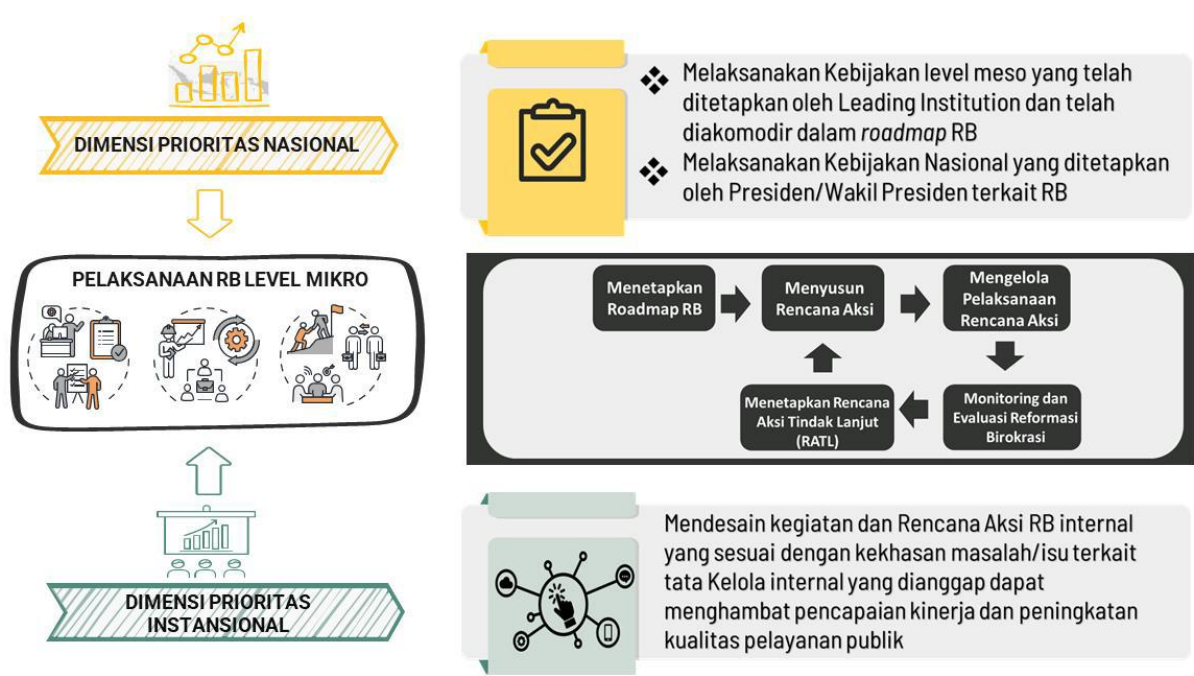 DIMENSI PRIORITAS NASIONAL
❖ Melaksanakan Kebijakan level meso yang telah
ditetapkan oleh Leading Institution dan telah
diakomodir dalam roadmap RB
❖ Melaksanakan Kebijakan Nasional yang ditetapkan
oleh Presiden/Wakil Presiden terkait RB
PELAKSANAAN RB LEVEL MIKRO
Menetapkan
Roadmap RB
Menyusun
Rencana Aksi
Mengelola
Pelaksanaan
Rencana Aksi
Monitoring dan
Evaluasi Reformasi
Birokrasi
Menetapkan Rencana
Aksi Tindak Lanjut
(RATL)
DIMENSI PRIORITAS
INSTANSIONAL
Mendesain kegiatan dan Rencana Aksi RB internal
yang sesuai dengan kekhasan masalah/isu terkait
tata Kelola internal yang dianggap dapat
menghambat pencapaian kinerja dan peningkatan
kualitas pelayanan publik